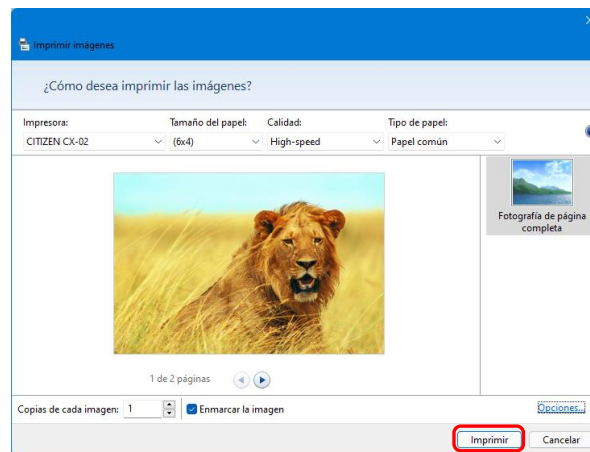 Imprimir imágenes
¿Cómo desea imprimir las imágenes?
Impresora: Tamaño del papel: Calidad: Tipo de papel:
CITIZEN CX-02 (6x4) High-speed Papel común
Fotografía de página
completa
1 de 2 páginas
Copias de cada imagen: 1 Enmarcar la imagen Opciones...
Imprimir Cancelar